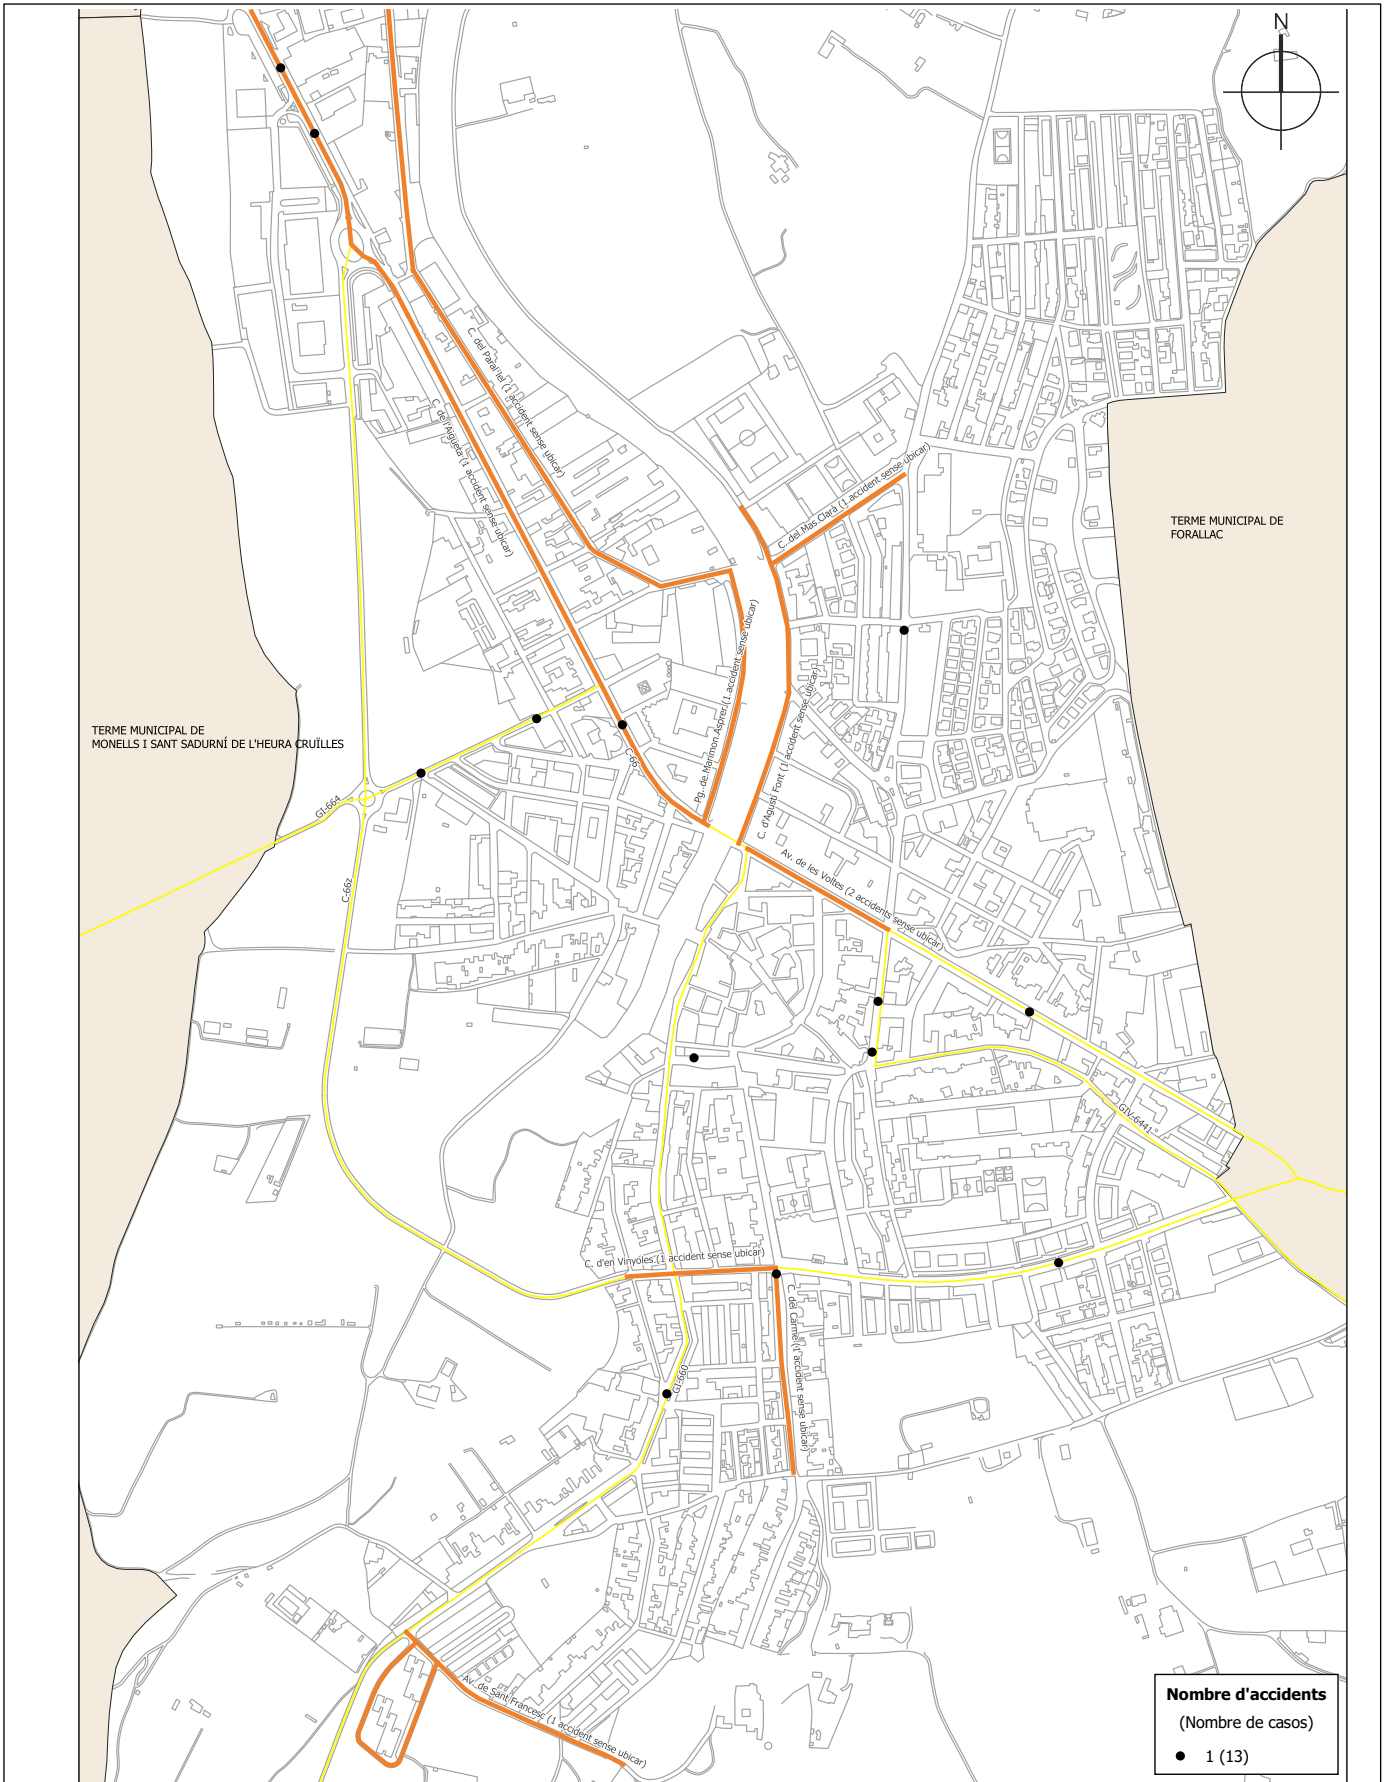 N
C. del Paral·lel (1 accident sense ubicar)
C. de l'Aigüeta (1 accident sense ubicar)
C. del Mas Clarà (1 accident sense ubicar)
TERME MUNICIPAL DE
FORALLAC
Pg. de Marimon Asprer (1 accident sense ubicar)
C. d'Agustí Font (1 accident sense ubicar)
TERME MUNICIPAL DE
MONELLS I SANT SADURNÍ DE L'HEURA CRUÏLLES
C-66
GI-664
C-66z
Av. de les Voltes (2 accidents sense ubicar)
GIV-6441
C. d'en Vinyoles (1 accident sense ubicar)
C. del Carme (1 accident sense ubicar)
GI-660
Av. de Sant Francesc (1 accident sense ubicar)
Nombre d'accidents
(Nombre de casos)
1 (13)